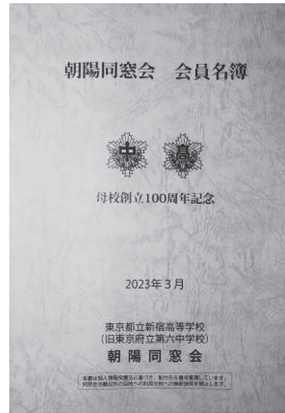 朝陽同窓会　会員名簿
中 高
母校創立100周年記念
2023年３月
東京都立新宿高等学校
（旧東京府立第六中学校）
朝陽同窓会